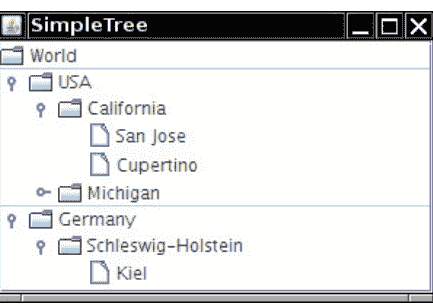 SimpleTree
World
USA
California
San Jose
Cupertino
Michigan
Germany
Schleswig-Holstein
Kiel